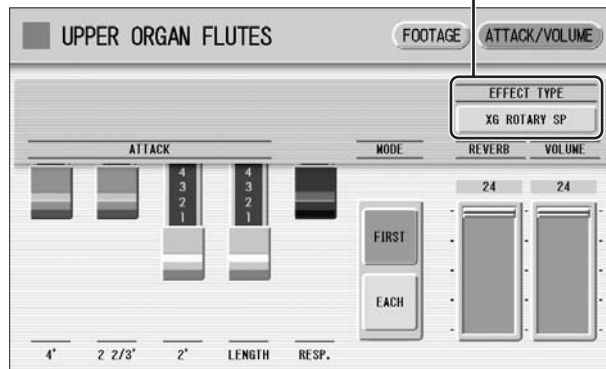 UPPER ORGAN FLUTES FOOTAGE ATTACK/VOLUME
EFFECT TYPE
XG ROTARY SP
ATTACK MODE REVERB VOLUME
4 4
3 3
2 2
1 1
24 24
FIRST
EACH
4' 2 2/3' 2' LENGTH RESP.